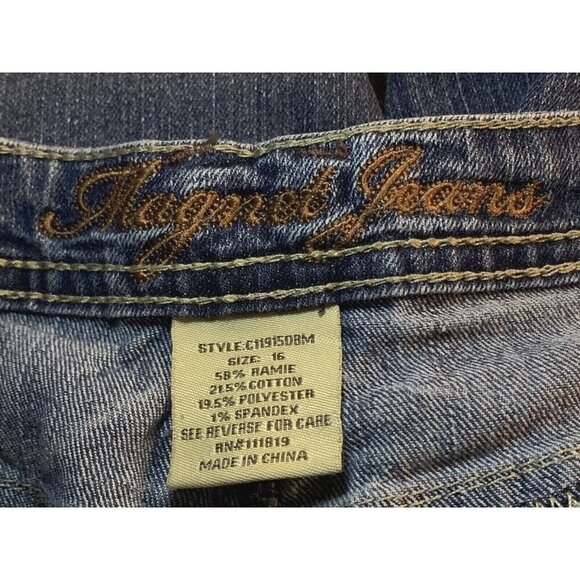 Magnet Jeans
STYLE:C11915DBM
SIZE: 16
58% RAMIE
21.5% COTTON
19.5% POLYESTER
1% SPANDEX
SEE REVERSE FOR CARE
RN#111819
MADE IN CHINA